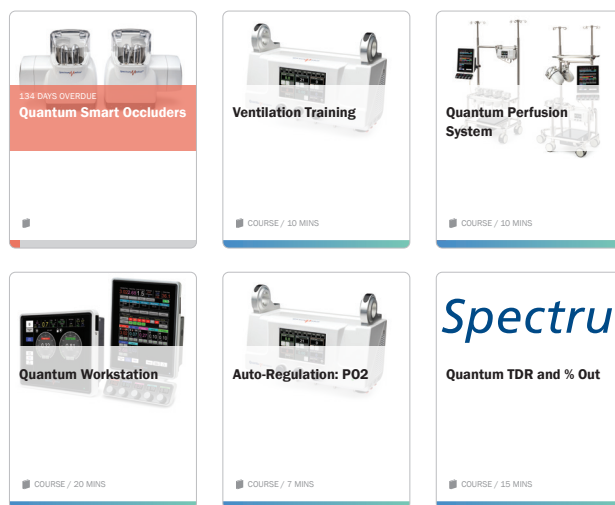 134 DAYS OVERDUE
Quantum Smart Occluders
Ventilation Training
COURSE / 10 MINS
Quantum Perfusion
System
COURSE / 10 MINS
Quantum Workstation
COURSE / 20 MINS
Auto-Regulation: PO2
COURSE / 7 MINS
Spectru
Quantum TDR and % Out
COURSE / 15 MINS